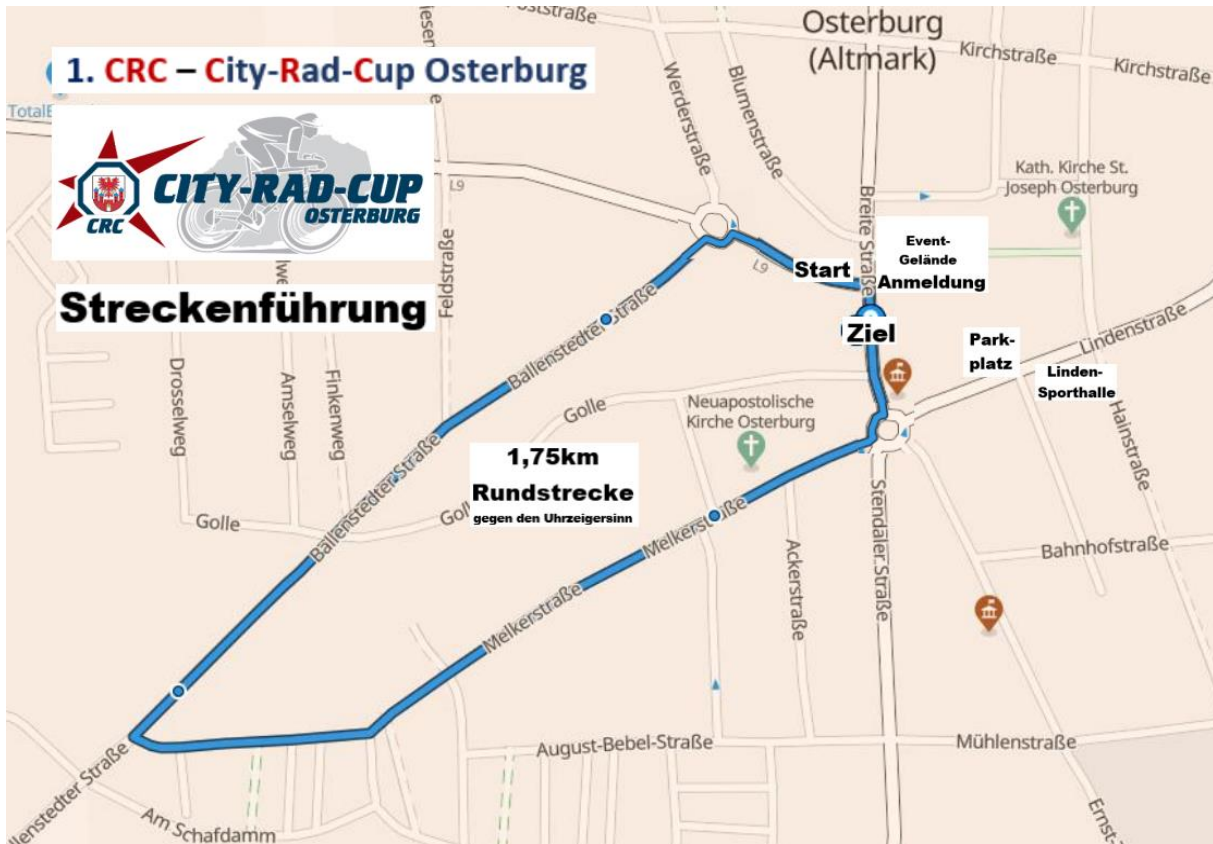 Osterburg
(Altmark)
1. CRC – City-Rad-Cup Osterburg
CITY-RAD-CUP
OSTERBURG
CRC
Streckenführung
Kirchstraße
Kirchstraße
Werderstraße
Blumenstraße
Breite Straße
Kath. Kirche St.
Joseph Osterburg
L9
L9
Feldstraße
Start
Event-
Gelände
Anmeldung
Ziel
Park-
platz
Lindenstraße
Linden-
Sporthalle
Hainstraße
Ballenstedter Straße
Ballenstedter Straße
Drosselweg
Amselweg
Finkenweg
Golle
Golle
Neuapostolische
Kirche Osterburg
1,75km
Rundstrecke
gegen den Uhrzeigersinn
Melkerstraße
Melkerstraße
Ackerstraße
Stendaler Straße
Bahnhofstraße
August-Bebel-Straße
Mühlenstraße
Am Schafdamm